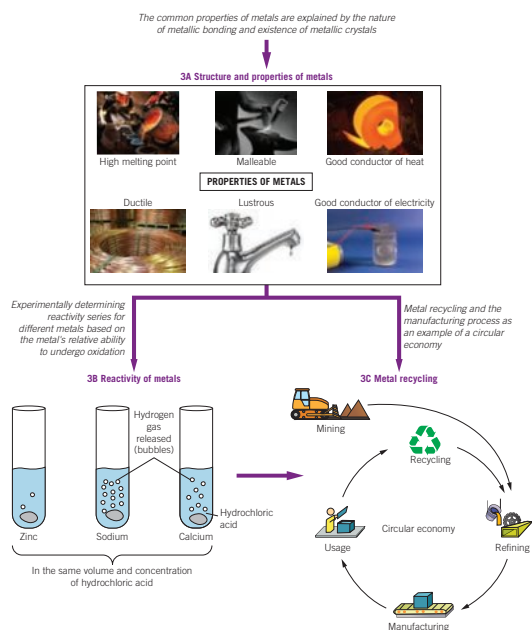 The common properties of metals are explained by the nature
of metallic bonding and existence of metallic crystals
3A Structure and properties of metals
High melting point
Malleable
Good conductor of heat
PROPERTIES OF METALS
Ductile
Lustrous
Good conductor of electricity
Experimentally determining
reactivity series for
different metals based on
the metal's relative ability
to undergo oxidation
Metal recycling and the
manufacturing process as
an example of a circular
economy
3B Reactivity of metals
Hydrogen
gas
released
(bubbles)
Hydrochloric
acid
Zinc
Sodium
Calcium
In the same volume and concentration
of hydrochloric acid
3C Metal recycling
Mining
Recycling
Circular economy
Usage
Refining
Manufacturing